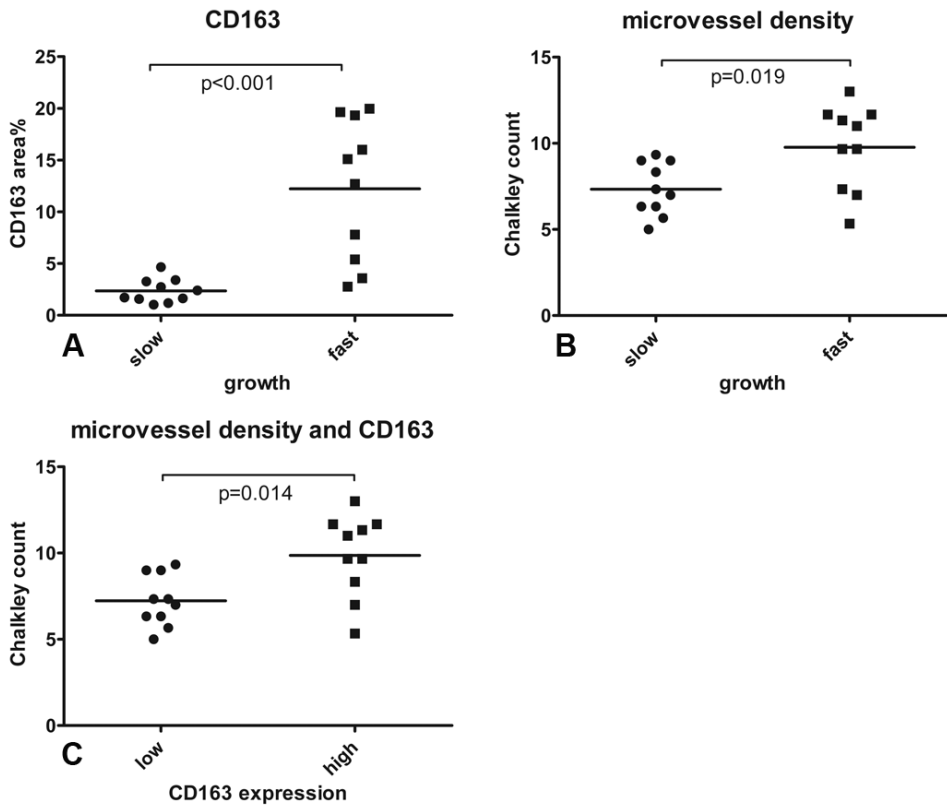 CD163
p<0.001
25
20
15
10
5
0
CD163 area%
slow
fast
growth
A
microvessel density
p=0.019
15
10
5
0
Chalkley count
slow
fast
growth
B
microvessel density and CD163
p=0.014
15
10
5
0
Chalkley count
low
high
CD163 expression
C